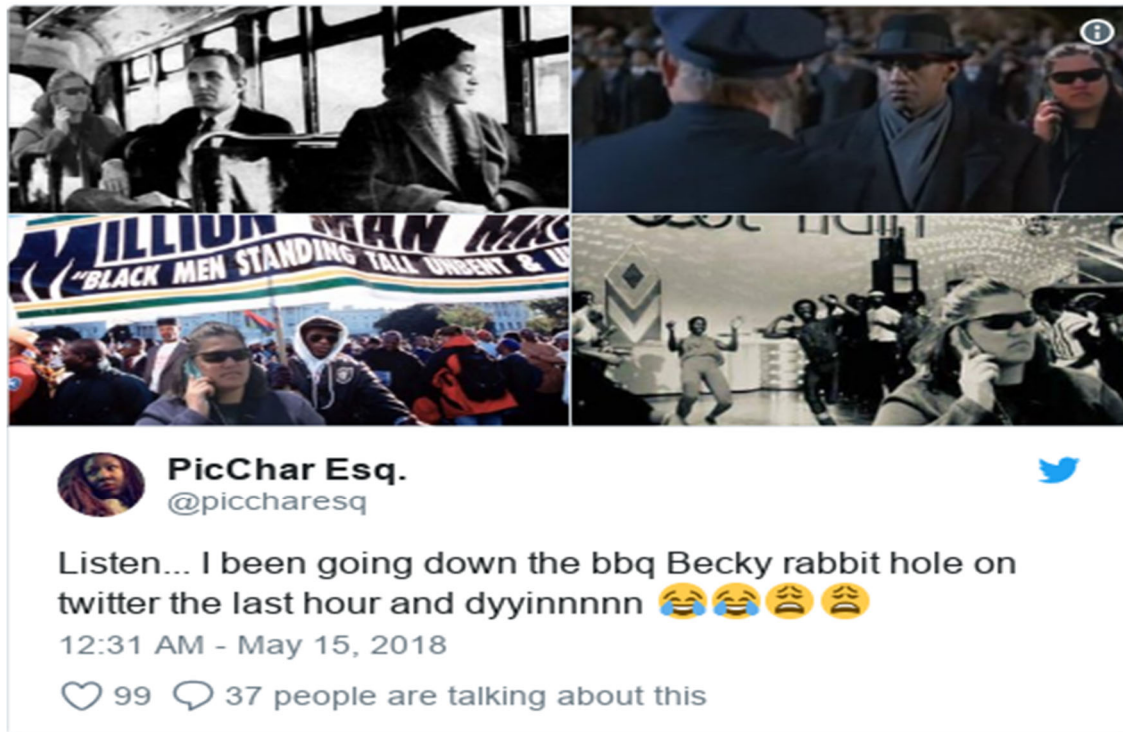 MILLION MAN MA
"BLACK MEN STANDING TALL UNBENT & U
PicChar Esq.
@piccharesq
Listen... I been going down the bbq Becky rabbit hole on
twitter the last hour and dyyinnnnn 😂😂😩😩
12:31 AM - May 15, 2018
99 37 people are talking about this